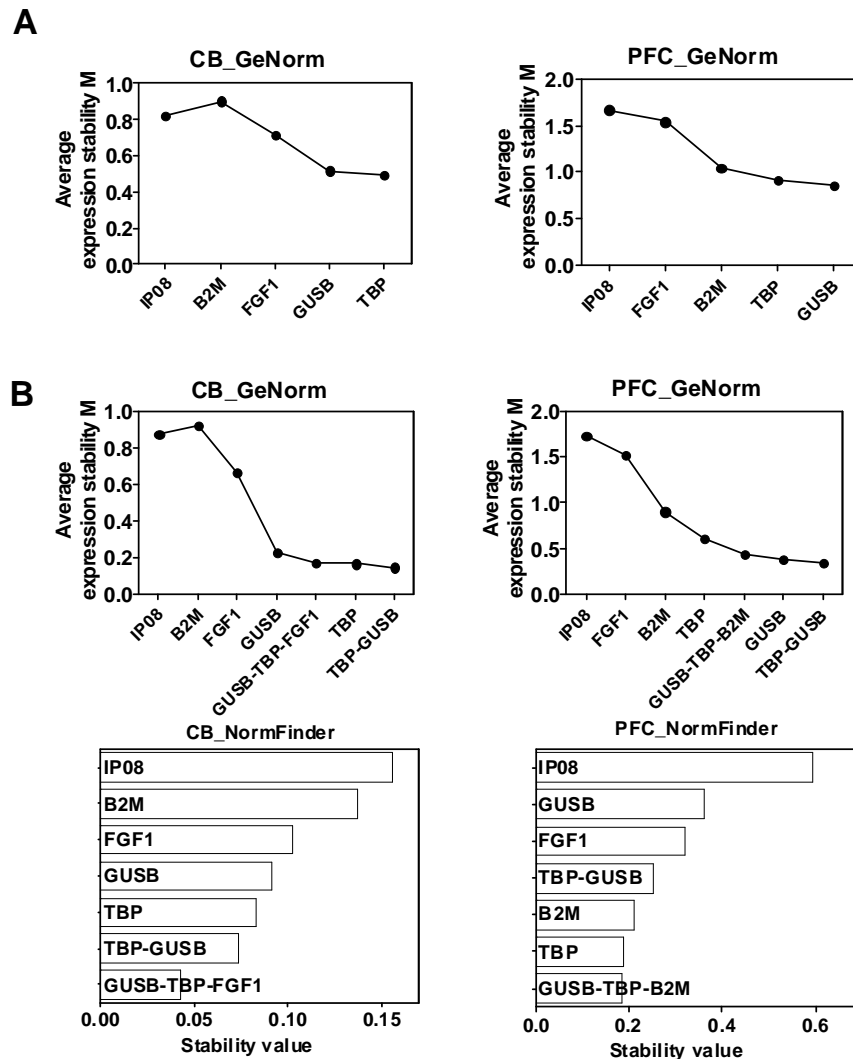 A
CB_GeNorm
Average
expression stability M
1.0
0.8
0.6
0.4
0.2
0.0
IP08
B2M
FGF1
GUSB
TBP
PFC_GeNorm
Average
expression stability M
2.0
1.5
1.0
0.5
0.0
IP08
FGF1
B2M
TBP
GUSB
B
CB_GeNorm
Average
expression stability M
1.0
0.8
0.6
0.4
0.2
0.0
IP08
B2M
FGF1
GUSB
GUSB-TBP-FGF1
TBP
TBP-GUSB
PFC_GeNorm
Average
expression stability M
2.0
1.5
1.0
0.5
0.0
IP08
FGF1
B2M
TBP
GUSB-TBP-B2M
GUSB
TBP-GUSB
CB_NormFinder
IP08
B2M
FGF1
GUSB
TBP
TBP-GUSB
GUSB-TBP-FGF1
0.00
0.05
0.10
0.15
Stability value
PFC_NormFinder
IP08
GUSB
FGF1
TBP-GUSB
B2M
TBP
GUSB-TBP-B2M
0.0
0.2
0.4
0.6
Stability value